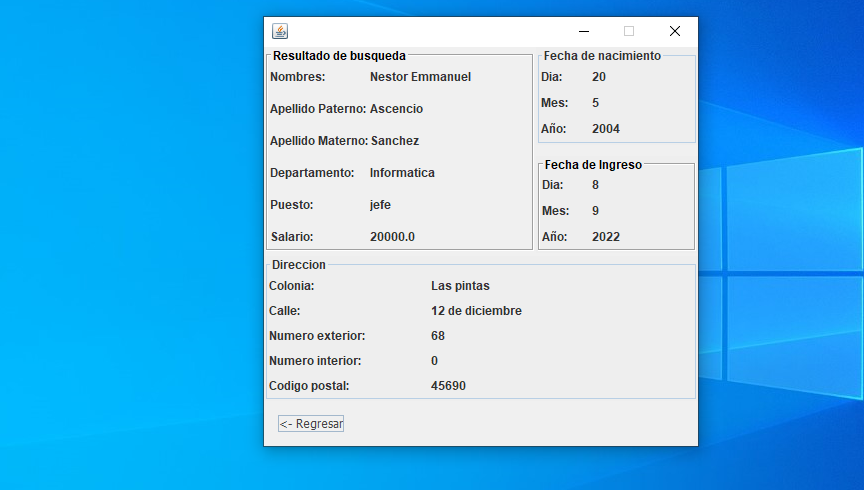 Resultado de busqueda
Nombres: Nestor Emmanuel
Apellido Paterno: Ascencio
Apellido Materno: Sanchez
Departamento: Informatica
Puesto: jefe
Salario: 20000.0
Fecha de nacimiento
Dia: 20
Mes: 5
Año: 2004
Fecha de Ingreso
Dia: 8
Mes: 9
Año: 2022
Direccion
Colonia: Las pintas
Calle: 12 de diciembre
Numero exterior: 68
Numero interior: 0
Codigo postal: 45690
<- Regresar